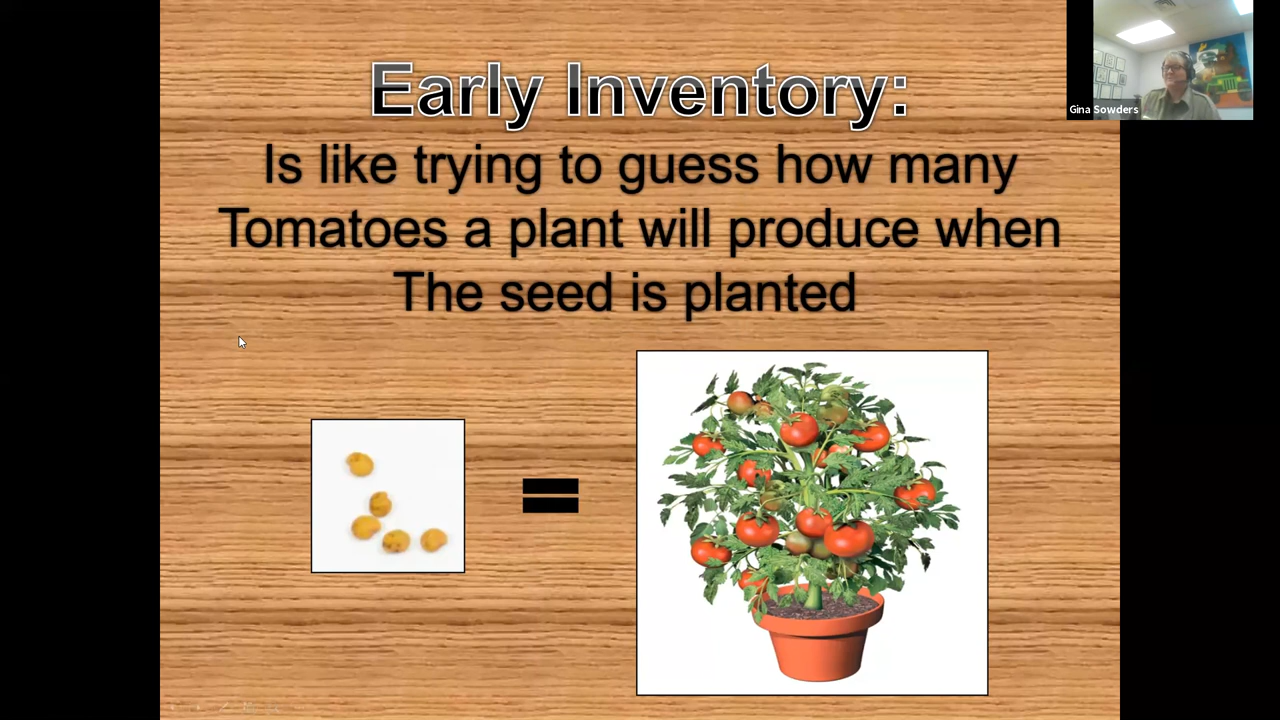 Early Inventory:
Is like trying to guess how many
Tomatoes a plant will produce when
The seed is planted
Gina Sowders